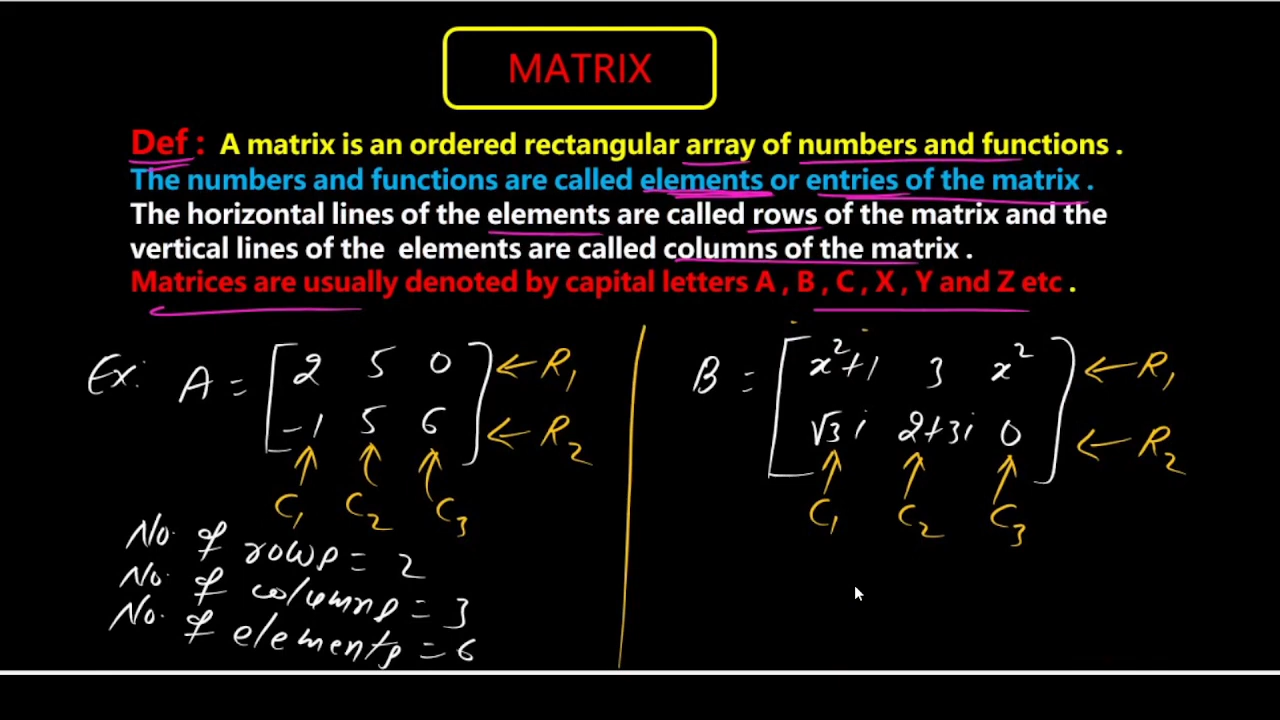 MATRIX
Def : A matrix is an ordered rectangular array of numbers and functions .
The numbers and functions are called elements or entries of the matrix .
The horizontal lines of the elements are called rows of the matrix and the
vertical lines of the elements are called columns of the matrix .
Matrices are usually denoted by capital letters A , B , C , X , Y and Z etc .
Ex: A = [ 2 5 0 ] ← R₁
[ -1 5 6 ] ← R₂
C₁ C₂ C₃
No. of rows = 2
No. of columns = 3
No. of elements = 6
B = [ x²+1 3 x² ] ← R₁
[ √3 i 2+3i 0 ] ← R₂
C₁ C₂ C₃